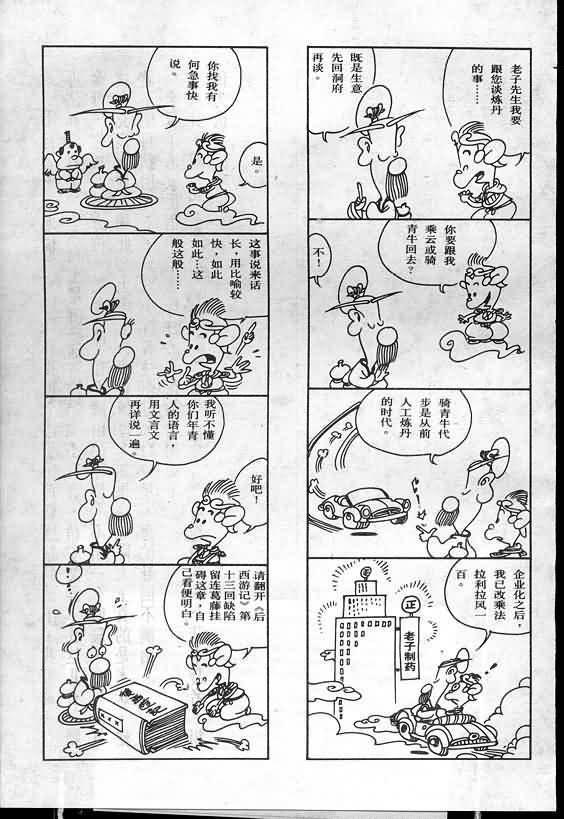 老子先生我要
跟您谈炼丹
的事……
既是生意
先回洞府
再谈。
你要跟我
乘云或骑
青牛回去？
不！
骑青牛代
步是从前
人工炼丹
的时代。
企业化之后，
我已改乘法
拉利拉风一
百。
正
老子制药
你找我有
何急事快
说。
是。
这事说来话
长，用比喻较
快，如此
如此…这
般这般……
我听不懂
你们年青
人的语言，
用文言文
再详说一遍。
好吧！
请翻开《后
西游记》第
十三回缺陷
留连葛藤挂
碍这章，自
己看便明白。
!